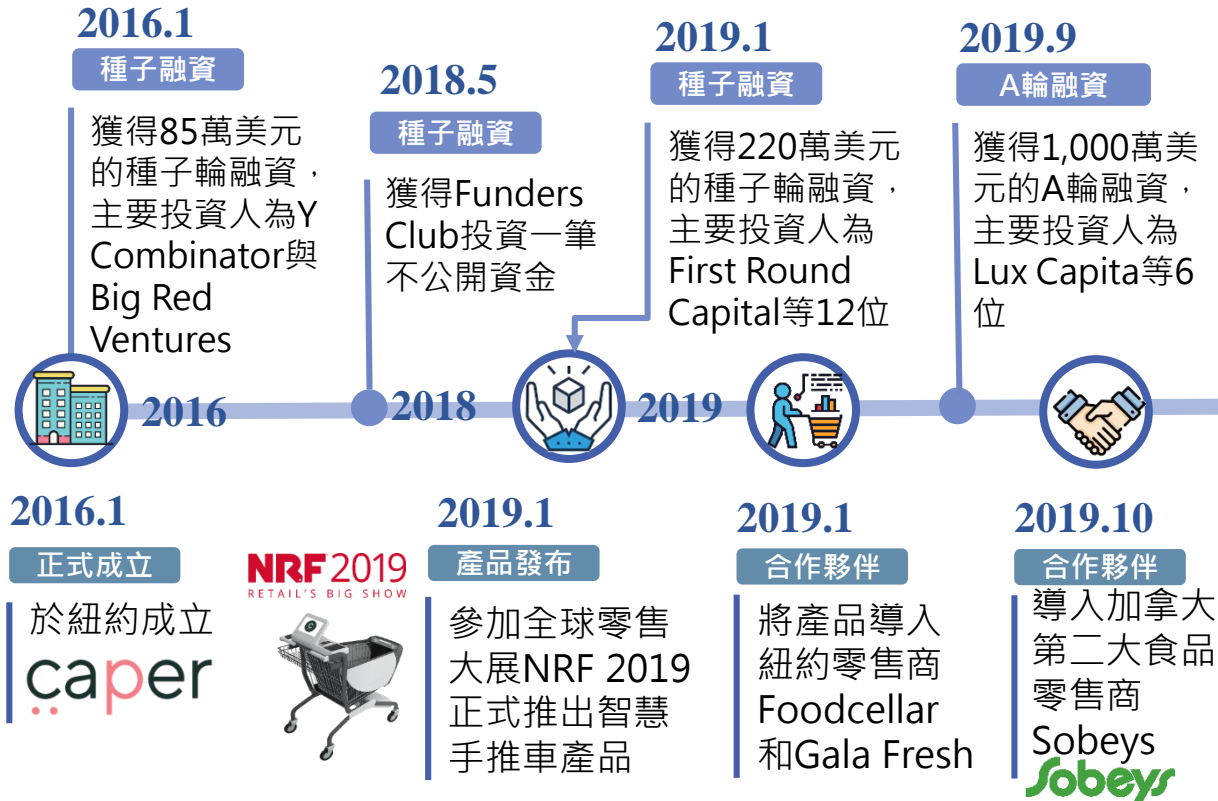 2016.1
種子融資
獲得85萬美元
的種子輪融資，
主要投資人為Y
Combinator與
Big Red
Ventures
2018.5
種子融資
獲得Funders
Club投資一筆
不公開資金
2019.1
種子融資
獲得220萬美元
的種子輪融資，
主要投資人為
First Round
Capital等12位
2019.9
A輪融資
獲得1,000萬美
元的A輪融資，
主要投資人為
Lux Capita等6
位
2016
2018
2019
2016.1
正式成立
於紐約成立
caper
NRF 2019
RETAIL'S BIG SHOW
2019.1
產品發布
參加全球零售
大展NRF 2019
正式推出智慧
手推車產品
2019.1
合作夥伴
將產品導入
紐約零售商
Foodcellar
和Gala Fresh
2019.10
合作夥伴
導入加拿大
第二大食品
零售商
Sobeys
Sobeys